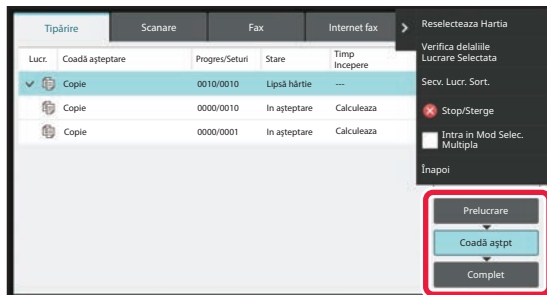 Tipărire Scanare Fax Internet fax
Lucr. Coadă aşteptare Progres/Seturi Stare Timp
Incepere
Copie 0010/0010 Lipsă hârtie ---
Copie 0000/0010 In aşteptare Calculeaza
Copie 0000/0001 In aşteptare Calculeaza
Reselecteaza Hartia
Verifica delaliile
Lucrare Selectata
Secv. Lucr. Sort.
Stop/Sterge
Intra in Mod Selec.
Multipla
Înapoi
Prelucrare
Coadă aştpt
Complet